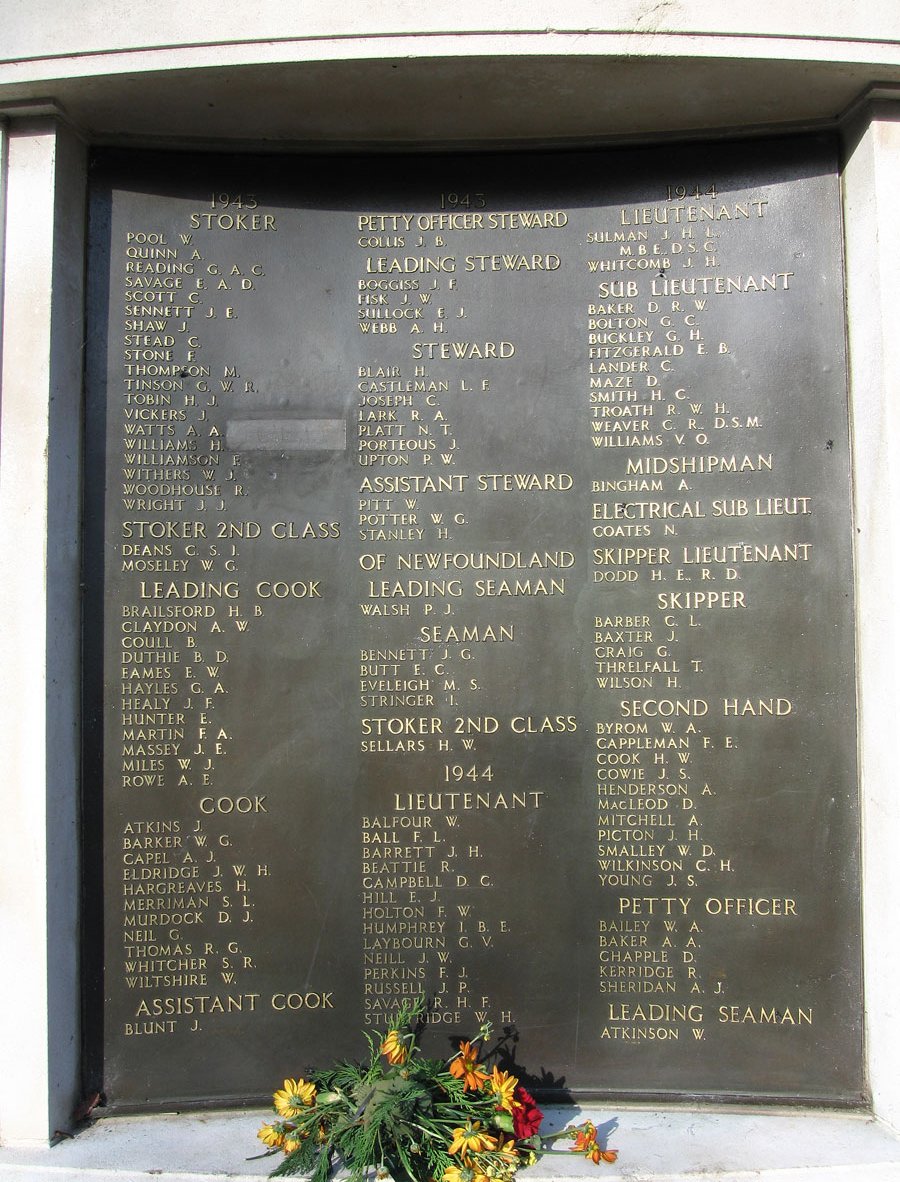 1943
STOKER
POOL W.
QUINN A.
READING G. A. C.
SAVAGE E. A. D.
SCOTT C.
SENNETT J. E.
SHAW J.
STEAD C.
STONE F.
THOMPSON M.
TINSON G. W. R.
TOBIN H. J.
VICKERS J.
WATTS A. A.
WILLIAMS H.
WILLIAMSON F.
WITHERS W. J.
WOODHOUSE R.
WRIGHT J. J.
STOKER 2ND CLASS
DEANS C. S. J.
MOSELEY W. G.
LEADING COOK
BRAILSFORD H. B.
CLAYDON A. W.
COULL B.
DUTHIE B. D.
EAMES E. W.
HAYLES G. A.
HEALY J. F.
HUNTER E.
MARTIN F. A.
MASSEY J. E.
MILES W. J.
ROWE A. E.
COOK
ATKINS J.
BARKER W. G.
CAPEL A. J.
ELDRIDGE J. W. H.
HARGREAVES H.
MERRIMAN S. L.
MURDOCK D. J.
NEIL G.
THOMAS R. G.
WHITCHER S. R.
WILTSHIRE W.
ASSISTANT COOK
BLUNT J.
1943
PETTY OFFICER STEWARD
COLLIS J. B.
LEADING STEWARD
BOGGISS J. F.
FISK J. W.
SULLOCK E. J.
WEBB A. H.
STEWARD
BLAIR H.
CASTLEMAN L. F.
JOSEPH C.
LARK R. A.
PLATT N. T.
PORTEOUS J.
UPTON P. W.
ASSISTANT STEWARD
PITT W.
POTTER W. G.
STANLEY H.
OF NEWFOUNDLAND
LEADING SEAMAN
WALSH P. J.
SEAMAN
BENNETT J. G.
BUTT E. C.
EVELEIGH M. S.
STRINGER I.
STOKER 2ND CLASS
SELLARS H. W.
1944
LIEUTENANT
BALFOUR W.
BALL F. L.
BARRETT J. H.
BEATTIE R.
CAMPBELL D. C.
HILL E. J.
HOLTON F. W.
HUMPHREY I. B. E.
LAYBOURN G. V.
NEILL J. W.
PERKINS F. J.
RUSSELL J. P.
SAVAGE R. H. F.
STURTRIDGE W. H.
1944
LIEUTENANT
SULMAN J. H. L.,
M.B.E., D.S.C.
WHITCOMB J. H.
SUB LIEUTENANT
BAKER D. R. W.
BOLTON G. C.
BUCKLEY G. H.
FITZGERALD E. B.
LANDER C.
MAZE D.
SMITH H. C.
TROATH R. W. H.
WEAVER C. R., D.S.M.
WILLIAMS V. O.
MIDSHIPMAN
BINGHAM A.
ELECTRICAL SUB LIEUT.
COATES N.
SKIPPER LIEUTENANT
DODD H. E., R.D.
SKIPPER
BARBER C. L.
BAXTER J.
CRAIG G.
THRELFALL T.
WILSON H.
SECOND HAND
BYROM W. A.
CAPPLEMAN F. E.
COOK H. W.
COWIE J. S.
HENDERSON A.
MacLEOD D.
MITCHELL A.
PICTON J. H.
SMALLEY W. D.
WILKINSON C. H.
YOUNG J. S.
PETTY OFFICER
BAILEY W. A.
BAKER A. A.
CHAPPLE D.
KERRIDGE R.
SHERIDAN A. J.
LEADING SEAMAN
ATKINSON W.